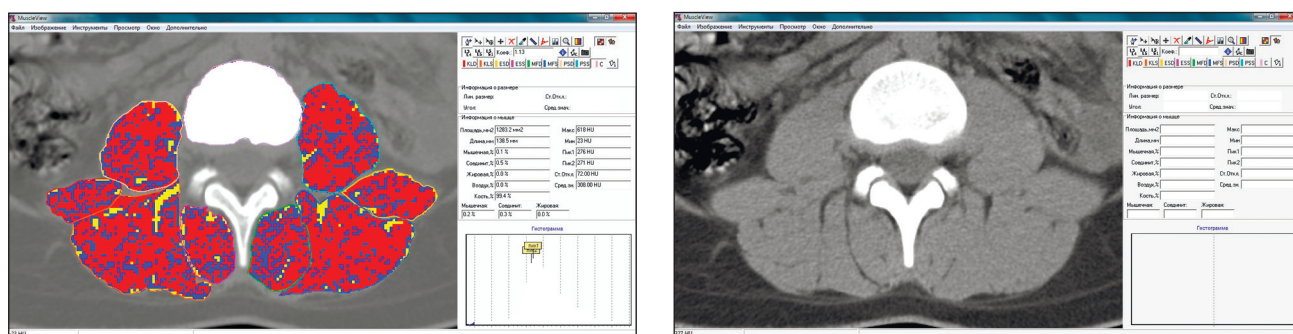 MuscleView
Файл Изображение Инструменты Просмотр Окно Дополнительно
Коэф.: 1.13
KLD KLS ESD ESS MFD MFS PSD PSS C
Информация о размере
Лин. размер: Ст.Откл.:
Угол: Сред.знач.:
Информация о мышце
Площадь,мм2 1283.2 мм2 Макс 618 HU
Длина,мм 138.5 мм Мин 23 HU
Мышечная,% 0.1 % Пик1 276 HU
Соединит,% 0.5 % Пик2 271 HU
Жировая,% 0.0 % Ст.Откл. 72.00 HU
Воздух,% 0.0 % Сред.зн. 308.00 HU
Кость,% 99.4 %
Мышечная: Соединит: Жировая:
0.2 % 0.3 % 0.0 %
Гистограмма
MuscleView
Файл Изображение Инструменты Просмотр Окно Дополнительно
Коэф.:
KLD KLS ESD ESS MFD MFS PSD PSS C
Информация о размере
Лин. размер: Ст.Откл.:
Угол: Сред.знач.:
Информация о мышце
Площадь,мм2 Макс
Длина,мм Мин
Мышечная,% Пик1
Соединит,% Пик2
Жировая,% Ст.Откл.
Воздух,% Сред.зн.
Кость,%
Мышечная: Соединит: Жировая:
Гистограмма